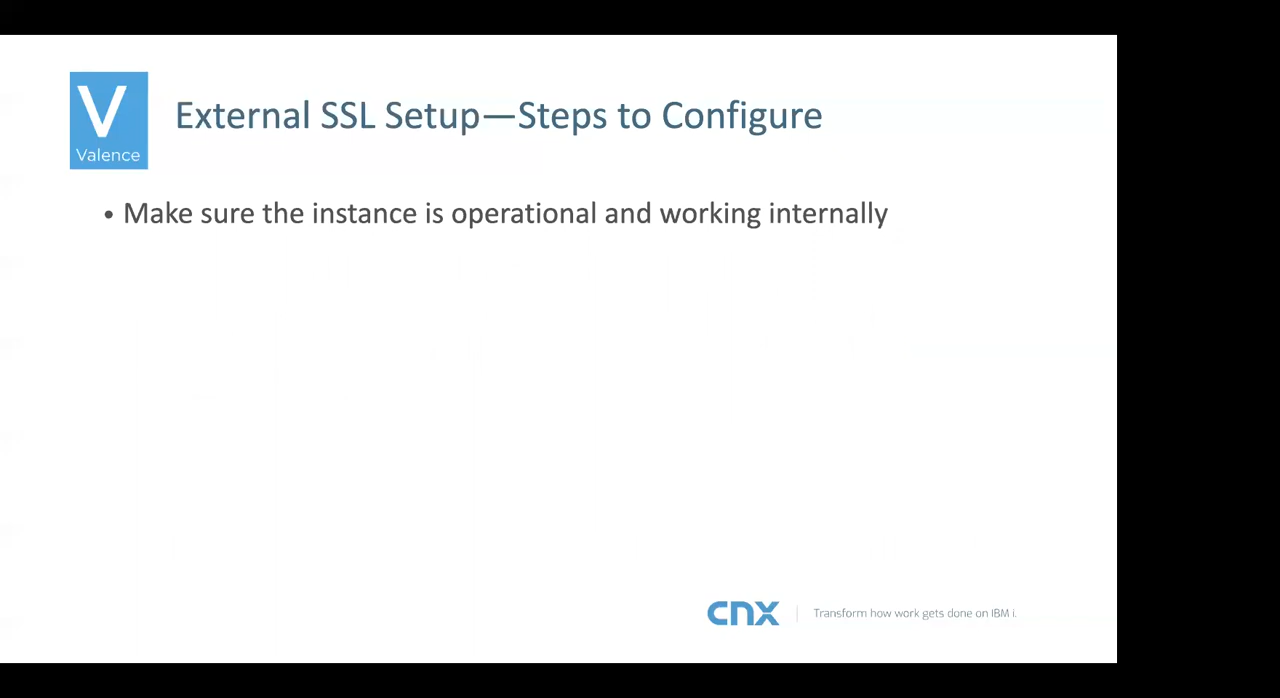 V
Valence
External SSL Setup—Steps to Configure
• Make sure the instance is operational and working internally
cnx
Transform how work gets done on IBM i.